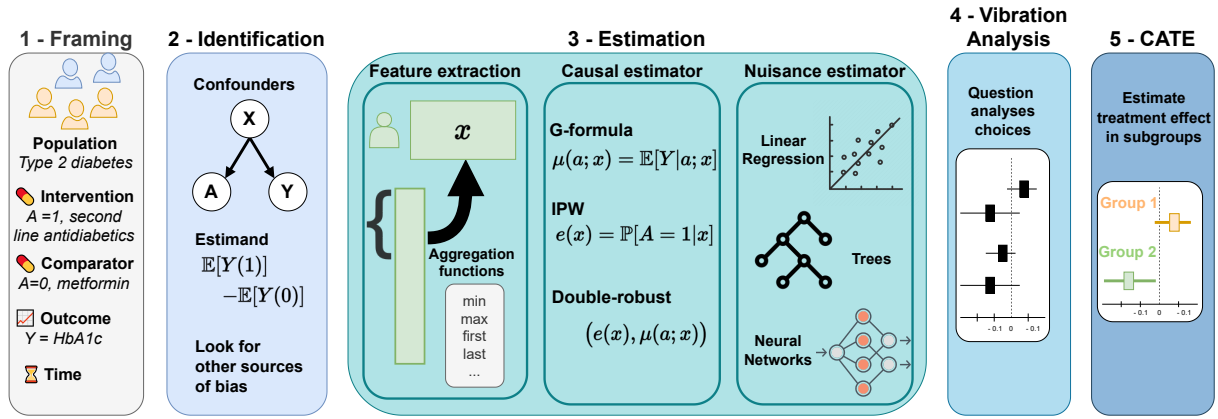 1 - Framing
Population
Type 2 diabetes
Intervention
A =1, second
line antidiabetics
Comparator
A=0, metformin
Outcome
Y = HbA1c
Time
2 - Identification
Confounders
X
A
Y
Estimand
𝔼[Y(1)]
−𝔼[Y(0)]
Look for
other sources
of bias
3 - Estimation
Feature extraction
x
{
Aggregation
functions
min
max
first
last
...
Causal estimator
G-formula
μ(a; x) = 𝔼[Y|a; x]
IPW
e(x) = ℙ[A = 1|x]
Double-robust
(e(x), μ(a; x))
Nuisance estimator
Linear
Regression
Trees
Neural
Networks
4 - Vibration
Analysis
Question
analyses
choices
- 0.1 0 - 0.1
5 - CATE
Estimate
treatment effect
in subgroups
Group 1
Group 2
- 0.1 0 - 0.1